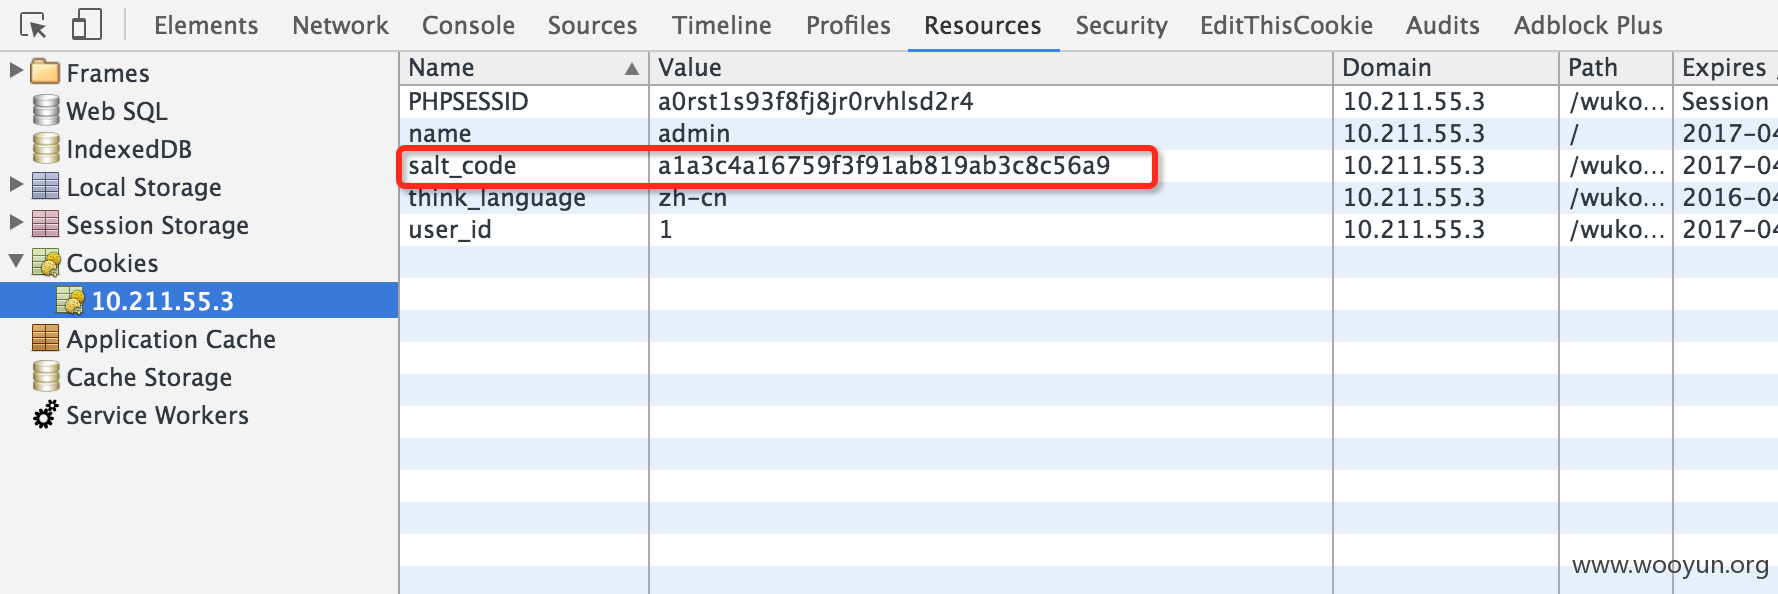 Elements Network Console Sources Timeline Profiles Resources Security EditThisCookie Audits Adblock Plus
Frames
Web SQL
IndexedDB
Local Storage
Session Storage
Cookies
10.211.55.3
Application Cache
Cache Storage
Service Workers
Name Value Domain Path Expires
PHPSESSID a0rst1s93f8fj8jr0rvhlsd2r4 10.211.55.3 /wuko... Session
name admin 10.211.55.3 / 2017-04
salt_code a1a3c4a16759f3f91ab819ab3c8c56a9 10.211.55.3 /wuko... 2017-04
think_language zh-cn 10.211.55.3 /wuko... 2016-04
user_id 1 10.211.55.3 /wuko... 2017-04
www.wooyun.org